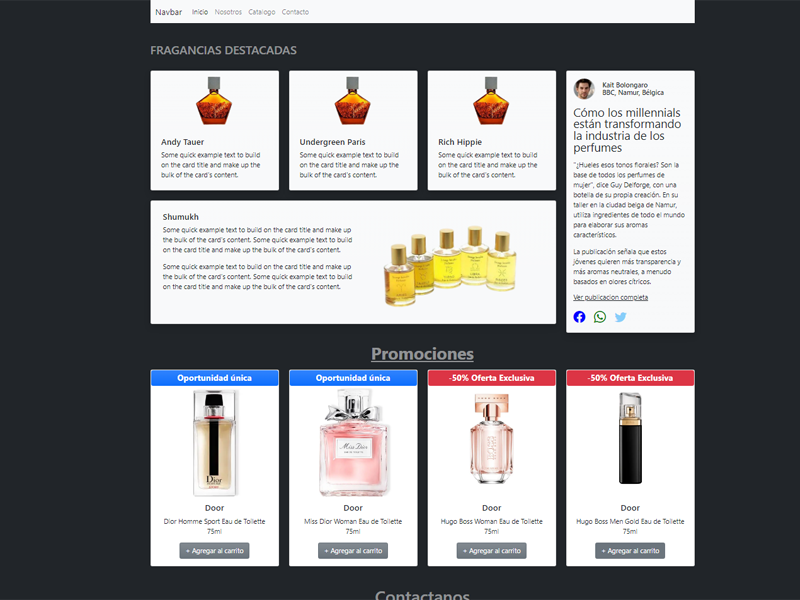 Navbar Inicio Nosotros Catalogo Contacto
FRAGANCIAS DESTACADAS
Andy Tauer
Some quick example text to build
on the card title and make up the
bulk of the card's content.
Undergreen Paris
Some quick example text to build
on the card title and make up the
bulk of the card's content.
Rich Hippie
Some quick example text to build
on the card title and make up the
bulk of the card's content.
Kait Bolongaro
BBC, Namur, Bélgica
Cómo los millennials
están transformando
la industria de los
perfumes
"¿Hueles esos tonos florales? Son la
base de todos los perfumes de
mujer", dice Guy Delforge, con una
botella de su propia creación. En su
taller en la ciudad belga de Namur,
utiliza ingredientes de todo el mundo
para elaborar sus aromas
característicos.
La publicación señala que estos
jóvenes quieren más transparencia y
más aromas neutrales, a menudo
basados en olores cítricos.
Ver publicacion completa
Shumukh
Some quick example text to build on the card title and make up
the bulk of the card's content. Some quick example text to build
on the card title and make up the bulk of the card's content.
Some quick example text to build on the card title and make up
the bulk of the card's content. Some quick example text to build
on the card title and make up the bulk of the card's content.
Promociones
Oportunidad única
Dior
Door
Dior Homme Sport Eau de Toilette
75ml
+ Agregar al carrito
Oportunidad única
Miss Dior
Door
Miss Dior Woman Eau de Toilette
75ml
+ Agregar al carrito
-50% Oferta Exclusiva
Door
Hugo Boss Woman Eau de Toilette
75ml
+ Agregar al carrito
-50% Oferta Exclusiva
Door
Hugo Boss Men Gold Eau de Toilette
75ml
+ Agregar al carrito
Contactanos